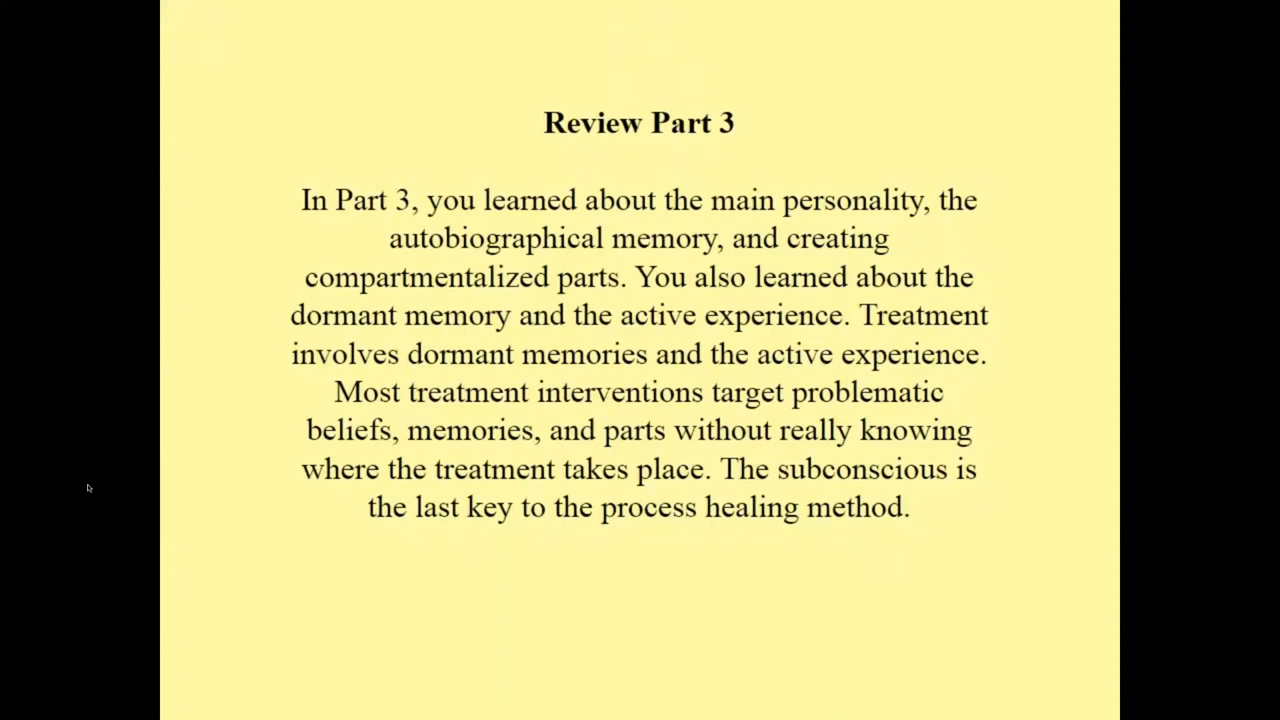 Review Part 3
In Part 3, you learned about the main personality, the
autobiographical memory, and creating
compartmentalized parts. You also learned about the
dormant memory and the active experience. Treatment
involves dormant memories and the active experience.
Most treatment interventions target problematic
beliefs, memories, and parts without really knowing
where the treatment takes place. The subconscious is
the last key to the process healing method.